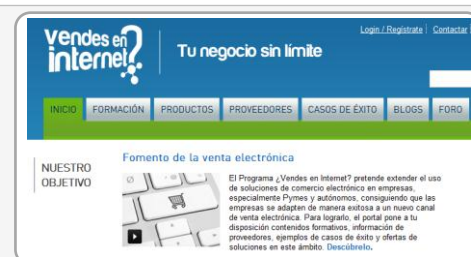 Login / Regístrate | Contactar |
Vendes en internet?
Tu negocio sin límite
INICIO FORMACIÓN PRODUCTOS PROVEEDORES CASOS DE ÉXITO BLOGS FORO
NUESTRO
OBJETIVO
Fomento de la venta electrónica
El Programa ¿Vendes en Internet? pretende extender el uso
de soluciones de comercio electrónico en empresas,
especialmente Pymes y autónomos, consiguiendo que las
empresas se adapten de manera exitosa a un nuevo canal
de venta electrónica. Para lograrlo, el portal pone a tu
disposición contenidos formativos, información de
proveedores, ejemplos de casos de éxito y ofertas de
soluciones en este ámbito. Descúbrelo.